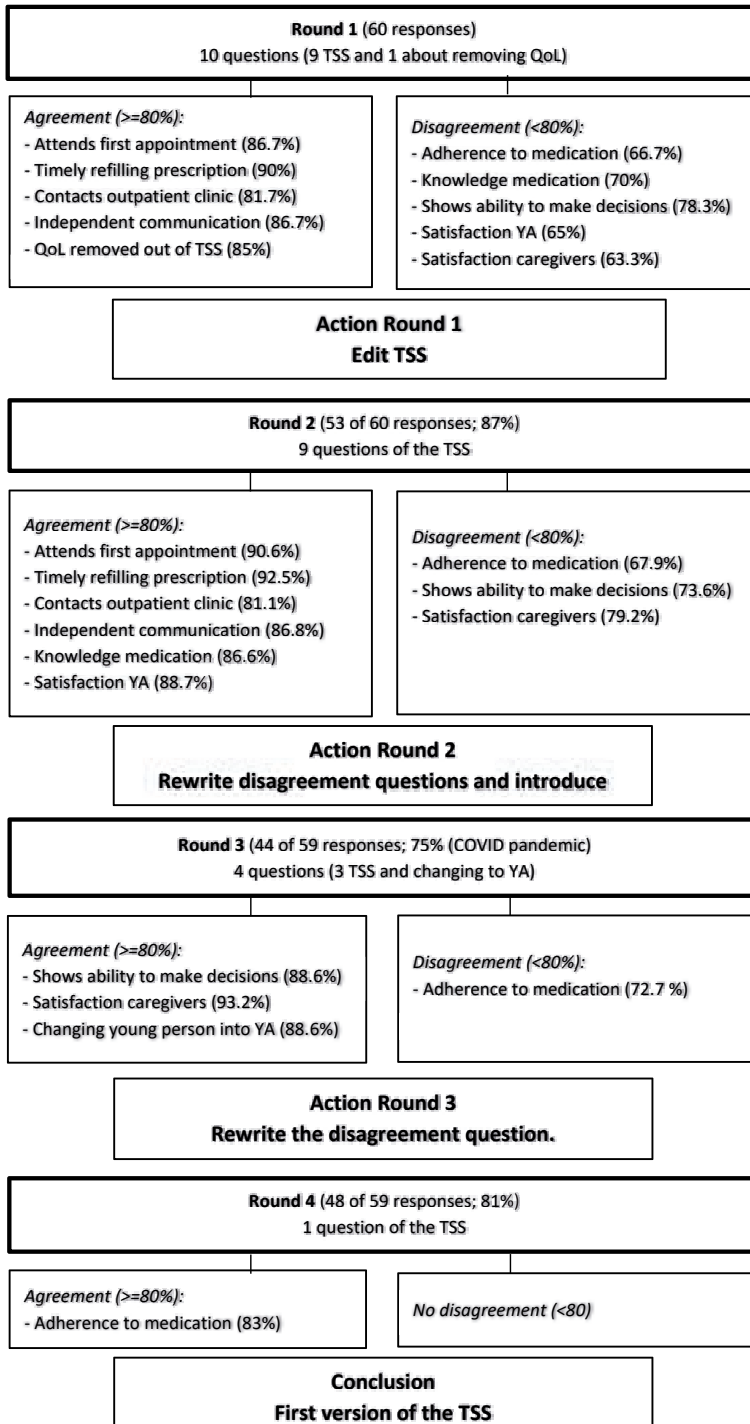 Round 1 (60 responses)
10 questions (9 TSS and 1 about removing QoL)
Agreement (>=80%):
- Attends first appointment (86.7%)
- Timely refilling prescription (90%)
- Contacts outpatient clinic (81.7%)
- Independent communication (86.7%)
- QoL removed out of TSS (85%)
Disagreement (<80%):
- Adherence to medication (66.7%)
- Knowledge medication (70%)
- Shows ability to make decisions (78.3%)
- Satisfaction YA (65%)
- Satisfaction caregivers (63.3%)
Action Round 1
Edit TSS
Round 2 (53 of 60 responses; 87%)
9 questions of the TSS
Agreement (>=80%):
- Attends first appointment (90.6%)
- Timely refilling prescription (92.5%)
- Contacts outpatient clinic (81.1%)
- Independent communication (86.8%)
- Knowledge medication (86.6%)
- Satisfaction YA (88.7%)
Disagreement (<80%):
- Adherence to medication (67.9%)
- Shows ability to make decisions (73.6%)
- Satisfaction caregivers (79.2%)
Action Round 2
Rewrite disagreement questions and introduce
Round 3 (44 of 59 responses; 75% (COVID pandemic)
4 questions (3 TSS and changing to YA)
Agreement (>=80%):
- Shows ability to make decisions (88.6%)
- Satisfaction caregivers (93.2%)
- Changing young person into YA (88.6%)
Disagreement (<80%):
- Adherence to medication (72.7 %)
Action Round 3
Rewrite the disagreement question.
Round 4 (48 of 59 responses; 81%)
1 question of the TSS
Agreement (>=80%):
- Adherence to medication (83%)
No disagreement (<80)
Conclusion
First version of the TSS